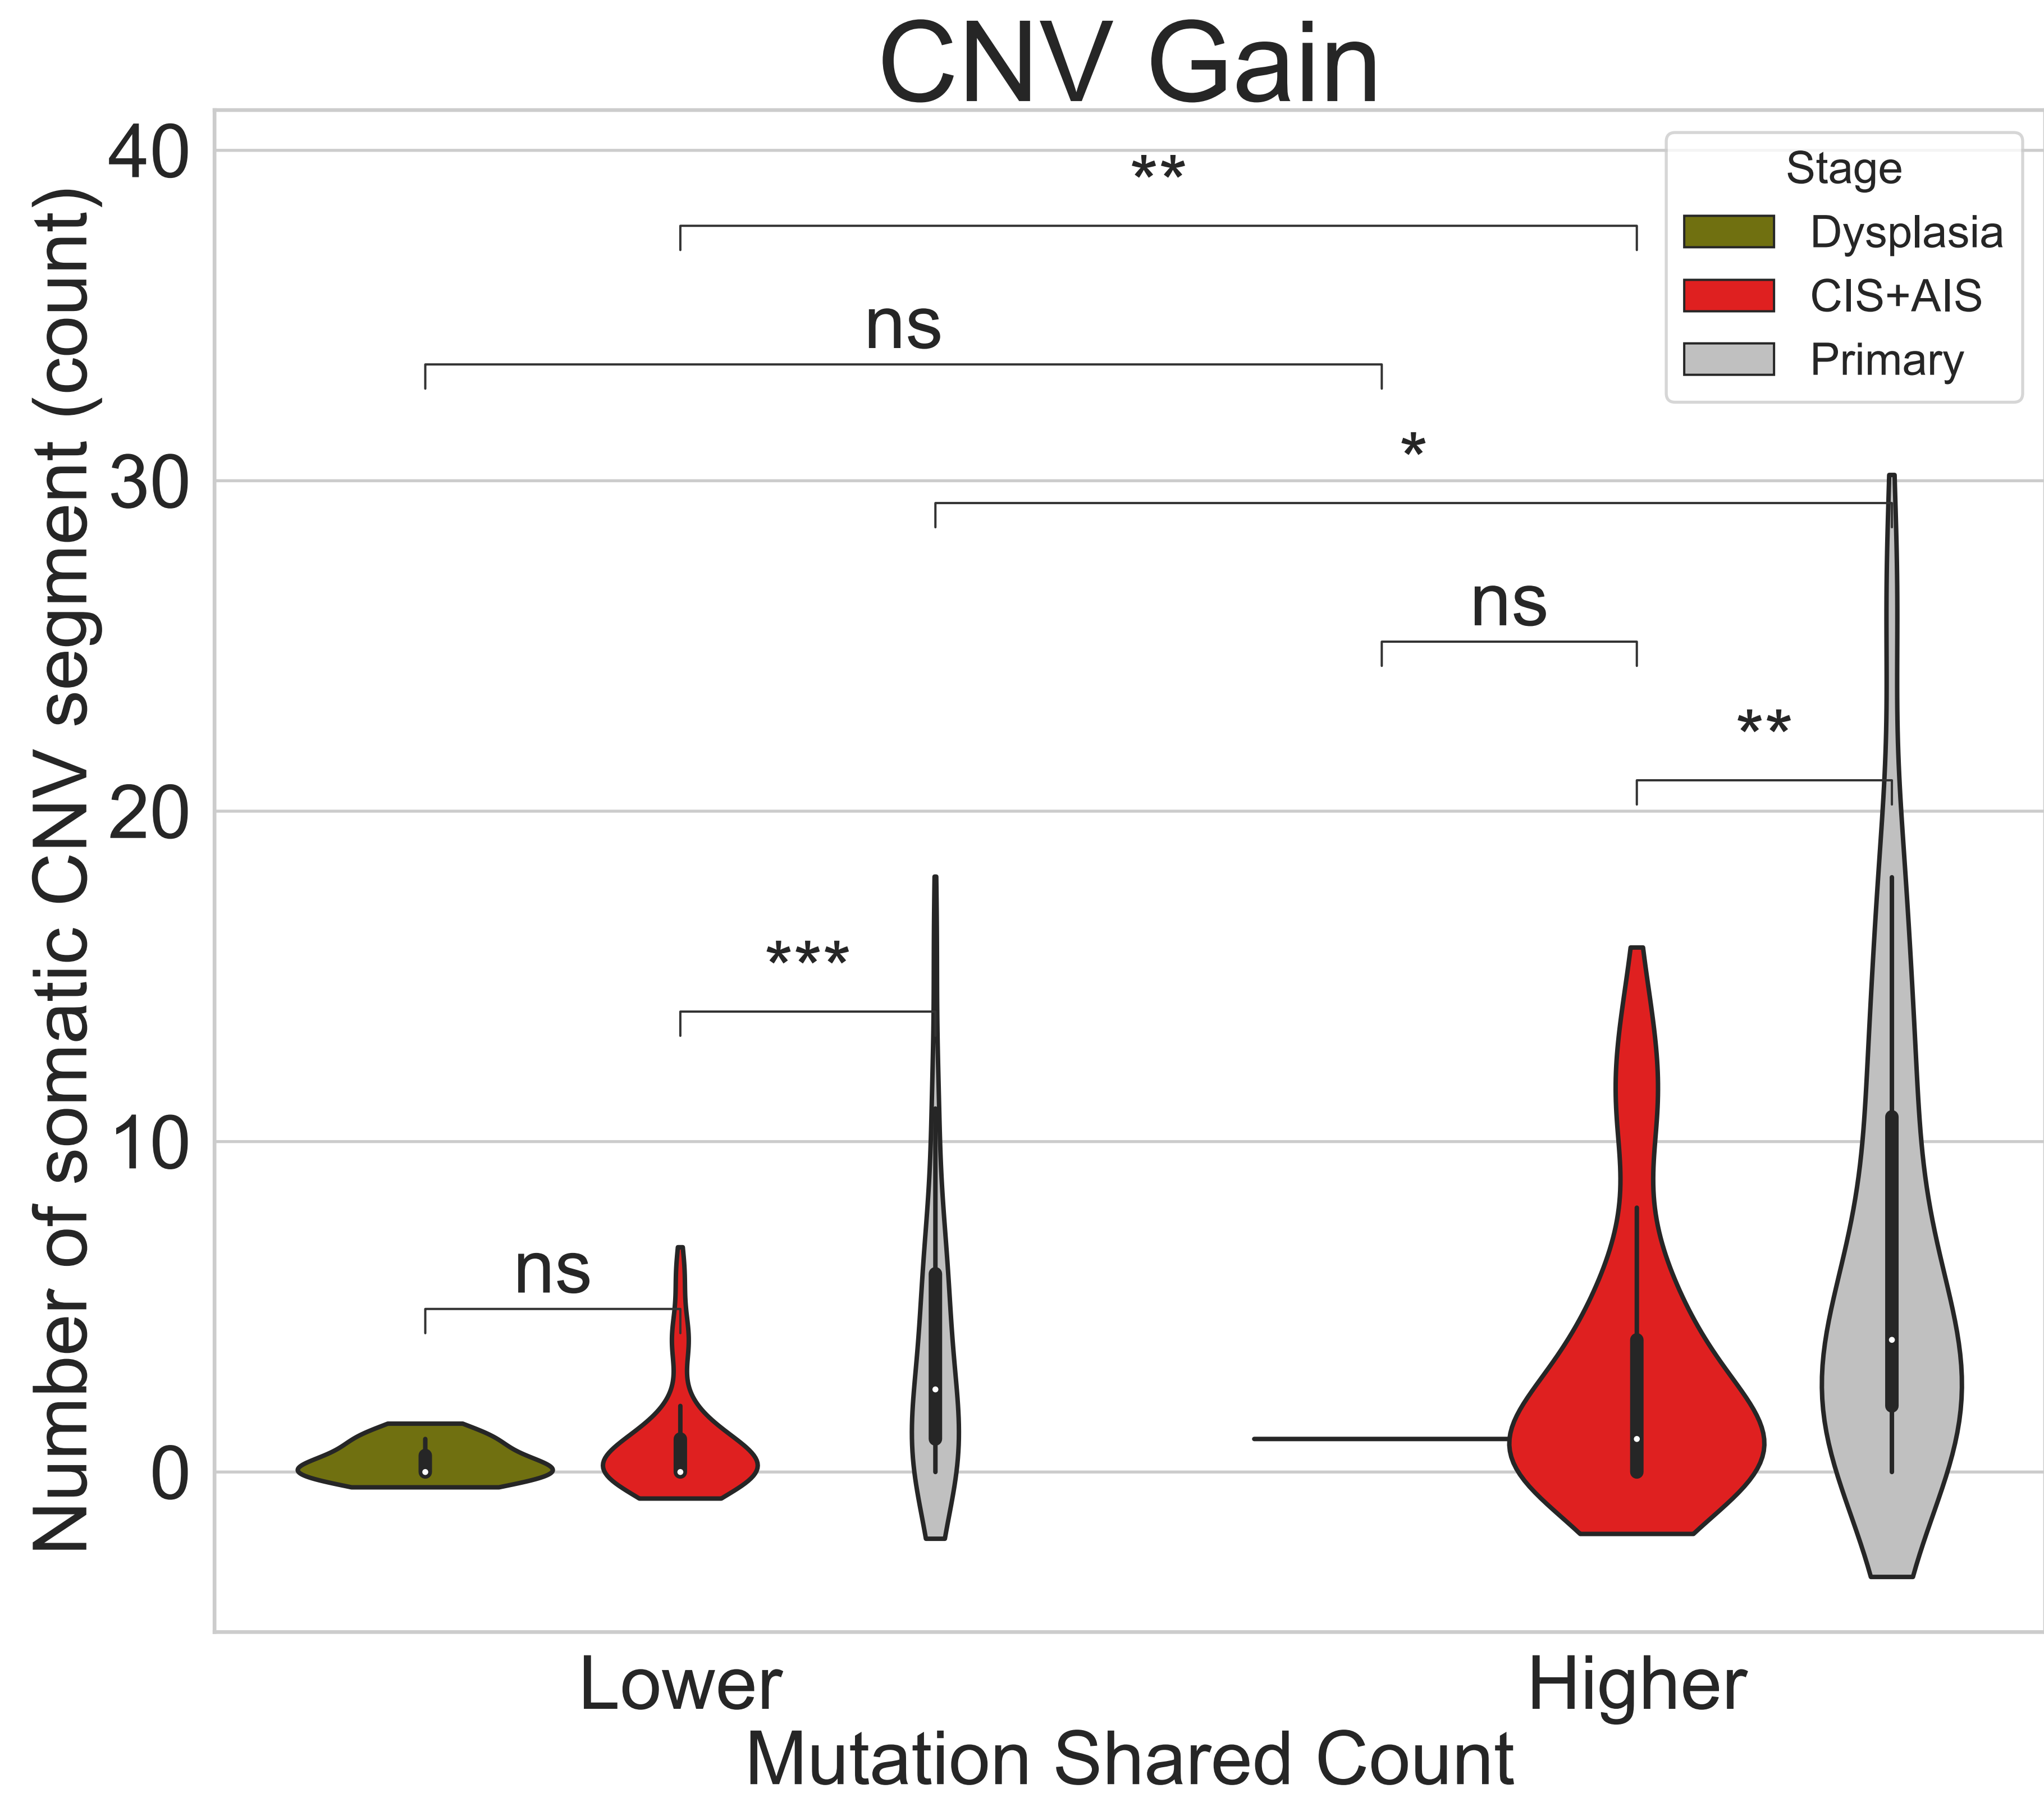 CNV Gain
Number of somatic CNV segment (count)
40
30
20
10
0
**
ns
*
ns
**
***
ns
Stage
Dysplasia
CIS+AIS
Primary
Lower
Higher
Mutation Shared Count